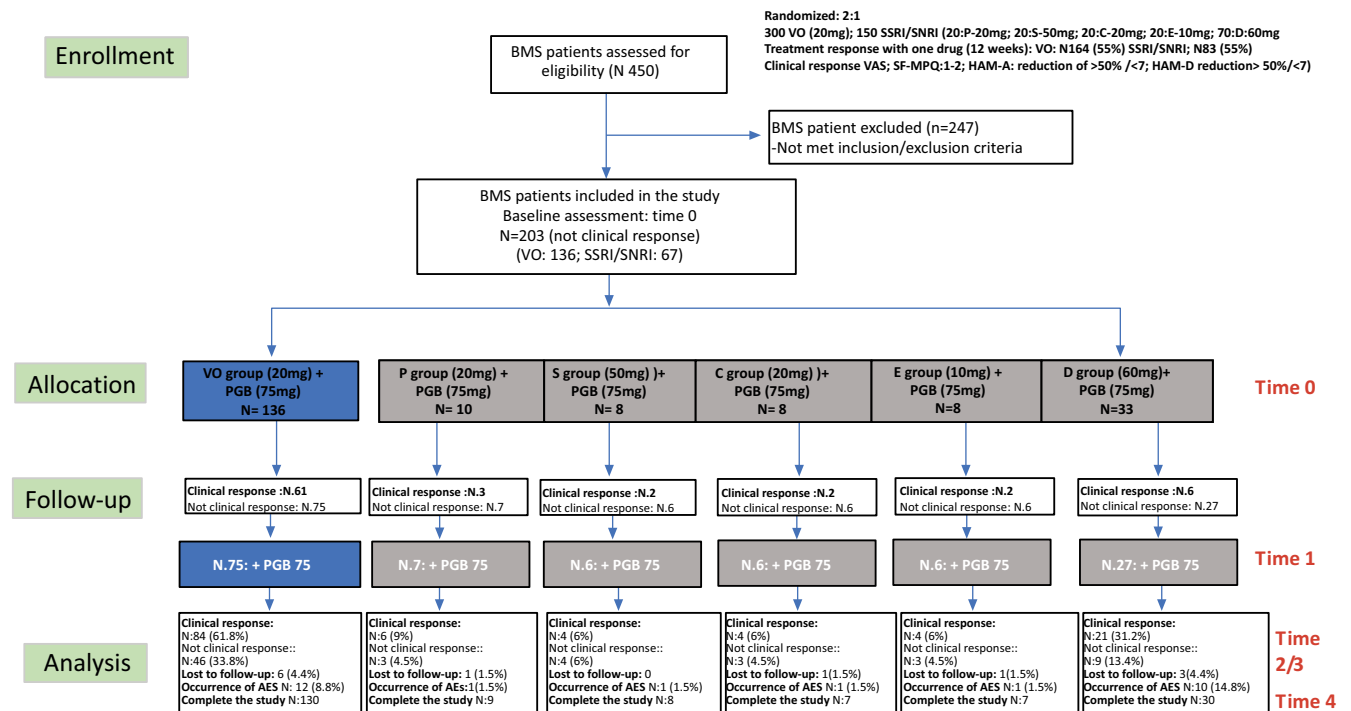 Enrollment
Randomized: 2:1
300 VO (20mg); 150 SSRI/SNRI (20:P-20mg; 20:S-50mg; 20:C-20mg; 20:E-10mg; 70:D:60mg
Treatment response with one drug (12 weeks): VO: N164 (55%) SSRI/SNRI; N83 (55%)
Clinical response VAS; SF-MPQ:1-2; HAM-A: reduction of >50% /<7; HAM-D reduction> 50%/<7)
BMS patients assessed for
eligibility (N 450)
BMS patient excluded (n=247)
-Not met inclusion/exclusion criteria
BMS patients included in the study
Baseline assessment: time 0
N=203 (not clinical response)
(VO: 136; SSRI/SNRI: 67)
Allocation
VO group (20mg) +
PGB (75mg)
N= 136
P group (20mg) +
PGB (75mg)
N= 10
S group (50mg) )+
PGB (75mg)
N= 8
C group (20mg) )+
PGB (75mg)
N= 8
E group (10mg) +
PGB (75mg)
N=8
D group (60mg)+
PGB (75mg)
N=33
Time 0
Follow-up
Clinical response :N.61
Not clinical response: N.75
Clinical response :N.3
Not clinical response: N.7
Clinical response :N.2
Not clinical response: N.6
Clinical response :N.2
Not clinical response: N.6
Clinical response :N.2
Not clinical response: N.6
Clinical response :N.6
Not clinical response: N.27
N.75: + PGB 75
N.7: + PGB 75
N.6: + PGB 75
N.6: + PGB 75
N.6: + PGB 75
N.27: + PGB 75
Time 1
Analysis
Clinical response:
N:84 (61.8%)
Not clinical response::
N:46 (33.8%)
Lost to follow-up: 6 (4.4%)
Occurrence of AES N: 12 (8.8%)
Complete the study N:130
Clinical response:
N:6 (9%)
Not clinical response::
N:3 (4.5%)
Lost to follow-up: 1 (1.5%)
Occurrence of AEs:1(1.5%)
Complete the study N:9
Clinical response:
N:4 (6%)
Not clinical response::
N:4 (6%)
Lost to follow-up: 0
Occurrence of AES N:1 (1.5%)
Complete the study N:8
Clinical response:
N:4 (6%)
Not clinical response::
N:3 (4.5%)
Lost to follow-up: 1(1.5%)
Occurrence of AES N:1 (1.5%)
Complete the study N:7
Clinical response:
N:4 (6%)
Not clinical response::
N:3 (4.5%)
Lost to follow-up: 1(1.5%)
Occurrence of AES N:1 (1.5%)
Complete the study N:7
Clinical response:
N:21 (31.2%)
Not clinical response::
N:9 (13.4%)
Lost to follow-up: 3(4.4%)
Occurrence of AES N:10 (14.8%)
Complete the study N:30
Time
2/3
Time 4